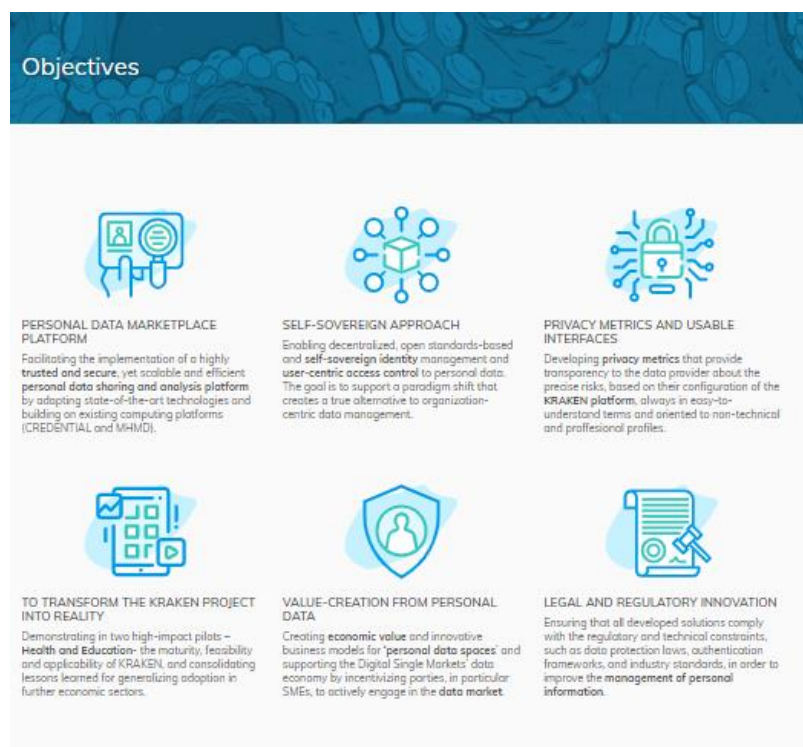 Objectives
PERSONAL DATA MARKETPLACE
PLATFORM
Facilitating the implementation of a highly
trusted and secure, yet scalable and efficient
personal data sharing and analysis platform
by adopting state-of-the-art technologies and
building on existing computing platforms
(CREDENTIAL and MHMD).
SELF-SOVEREIGN APPROACH
Enabling decentralized, open standards-based
and self-sovereign identity management and
user-centric access control to personal data.
The goal is to support a paradigm shift that
creates a true alternative to organization-
centric data management.
PRIVACY METRICS AND USABLE
INTERFACES
Developing privacy metrics that provide
transparency to the data provider about the
precise risks, based on their configuration of the
KRAKEN platform, always in easy-to-
understand terms and oriented to non-technical
and proffesional profiles.
TO TRANSFORM THE KRAKEN PROJECT
INTO REALITY
Demonstrating in two high-impact pilots –
Health and Education- the maturity, feasibility
and applicability of KRAKEN, and consolidating
lessons learned for generalizing adoption in
further economic sectors.
VALUE-CREATION FROM PERSONAL
DATA
Creating economic value and innovative
business models for 'personal data spaces' and
supporting the Digital Single Markets' data
economy by incentivizing parties, in particular
SMEs, to actively engage in the data market.
LEGAL AND REGULATORY INNOVATION
Ensuring that all developed solutions comply
with the regulatory and technical constraints,
such as data protection laws, authentication
frameworks, and industry standards, in order to
improve the management of personal
information.